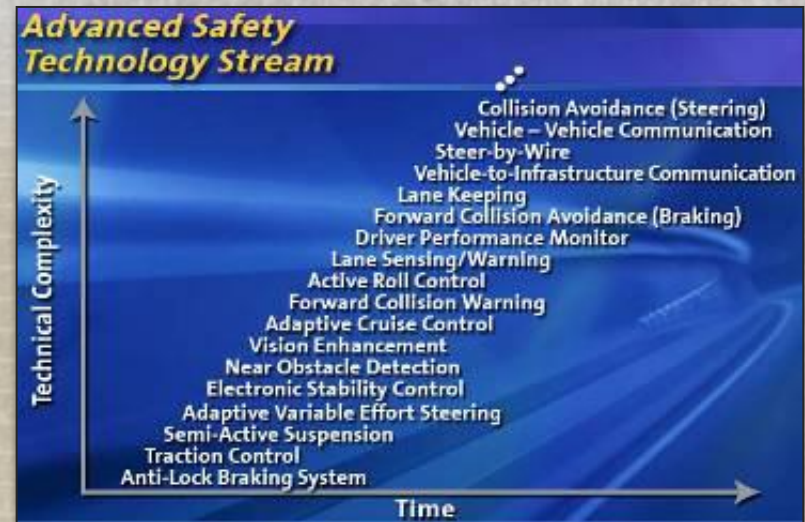 Advanced Safety
Technology Stream
Collision Avoidance (Steering)
Vehicle – Vehicle Communication
Steer-by-Wire
Vehicle-to-Infrastructure Communication
Lane Keeping
Forward Collision Avoidance (Braking)
Driver Performance Monitor
Lane Sensing/Warning
Active Roll Control
Forward Collision Warning
Adaptive Cruise Control
Vision Enhancement
Near Obstacle Detection
Electronic Stability Control
Adaptive Variable Effort Steering
Semi-Active Suspension
Traction Control
Anti-Lock Braking System
Technical Complexity
Time